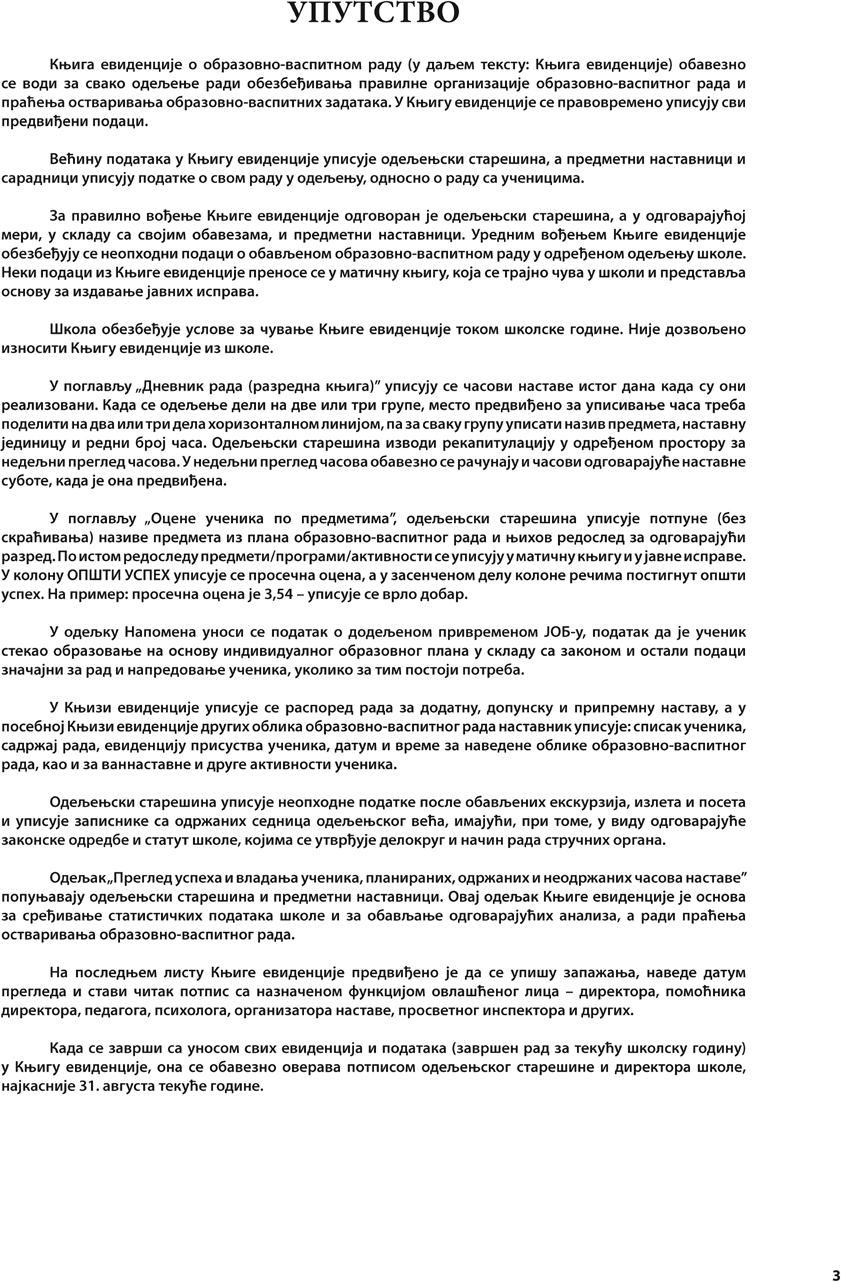 УПУТСТВО
Књига евиденције о образовно-васпитном раду (у даљем тексту: Књига евиденције) обавезно
се води за свако одељење ради обезбеђивања правилне организације образовно-васпитног рада и
праћења остваривања образовно-васпитних задатака. У Књигу евиденције се правовремено уписују сви
предвиђени подаци.
Већину података у Књигу евиденције уписује одељењски старешина, а предметни наставници и
сарадници уписују податке о свом раду у одељењу, односно о раду са ученицима.
За правилно вођење Књиге евиденције одговоран је одељењски старешина, а у одговарајућој
мери, у складу са својим обавезама, и предметни наставници. Уредним вођењем Књиге евиденције
обезбеђују се неопходни подаци о обављеном образовно-васпитном раду у одређеном одељењу школе.
Неки подаци из Књиге евиденције преносе се у матичну књигу, која се трајно чува у школи и представља
основу за издавање јавних исправа.
Школа обезбеђује услове за чување Књиге евиденције током школске године. Није дозвољено
износити Књигу евиденције из школе.
У поглављу „Дневник рада (разредна књига)” уписују се часови наставе истог дана када су они
реализовани. Када се одељење дели на две или три групе, место предвиђено за уписивање часа треба
поделити на два или три дела хоризонталном линијом, па за сваку групу уписати назив предмета, наставну
јединицу и редни број часа. Одељењски старешина изводи рекапитулацију у одређеном простору за
недељни преглед часова. У недељни преглед часова обавезно се рачунају и часови одговарајуће наставне
суботе, када је она предвиђена.
У поглављу „Оцене ученика по предметима”, одељењски старешина уписује потпуне (без
скраћивања) називе предмета из плана образовно-васпитног рада и њихов редослед за одговарајући
разред. По истом редоследу предмети/програми/активности се уписују у матичну књигу и у јавне исправе.
У колону ОПШТИ УСПЕХ уписује се просечна оцена, а у засенченом делу колоне речима постигнут општи
успех. На пример: просечна оцена је 3,54 – уписује се врло добар.
У одељку Напомена уноси се податак о додељеном привременом ЈОБ-у, податак да је ученик
стекао образовање на основу индивидуалног образовног плана у складу са законом и остали подаци
значајни за рад и напредовање ученика, уколико за тим постоји потреба.
У Књизи евиденције уписује се распоред рада за додатну, допунску и припремну наставу, а у
посебној Књизи евиденције других облика образовно-васпитног рада наставник уписује: списак ученика,
садржај рада, евиденцију присуства ученика, датум и време за наведене облике образовно-васпитног
рада, као и за ваннаставне и друге активности ученика.
Одељењски старешина уписује неопходне податке после обављених екскурзија, излета и посета
и уписује записнике са одржаних седница одељењског већа, имајући, при томе, у виду одговарајуће
законске одредбе и статут школе, којима се утврђује делокруг и начин рада стручних органа.
Одељак „Преглед успеха и владања ученика, планираних, одржаних и неодржаних часова наставе”
попуњавају одељењски старешина и предметни наставници. Овај одељак Књиге евиденције је основа
за сређивање статистичких података школе и за обављање одговарајућих анализа, а ради праћења
остваривања образовно-васпитног рада.
На последњем листу Књиге евиденције предвиђено је да се упишу запажања, наведе датум
прегледа и стави читак потпис са назначеном функцијом овлашћеног лица – директора, помоћника
директора, педагога, психолога, организатора наставе, просветног инспектора и других.
Када се заврши са уносом свих евиденција и података (завршен рад за текућу школску годину)
у Књигу евиденције, она се обавезно оверава потписом одељењског старешине и директора школе,
најкасније 31. августа текуће године.
3